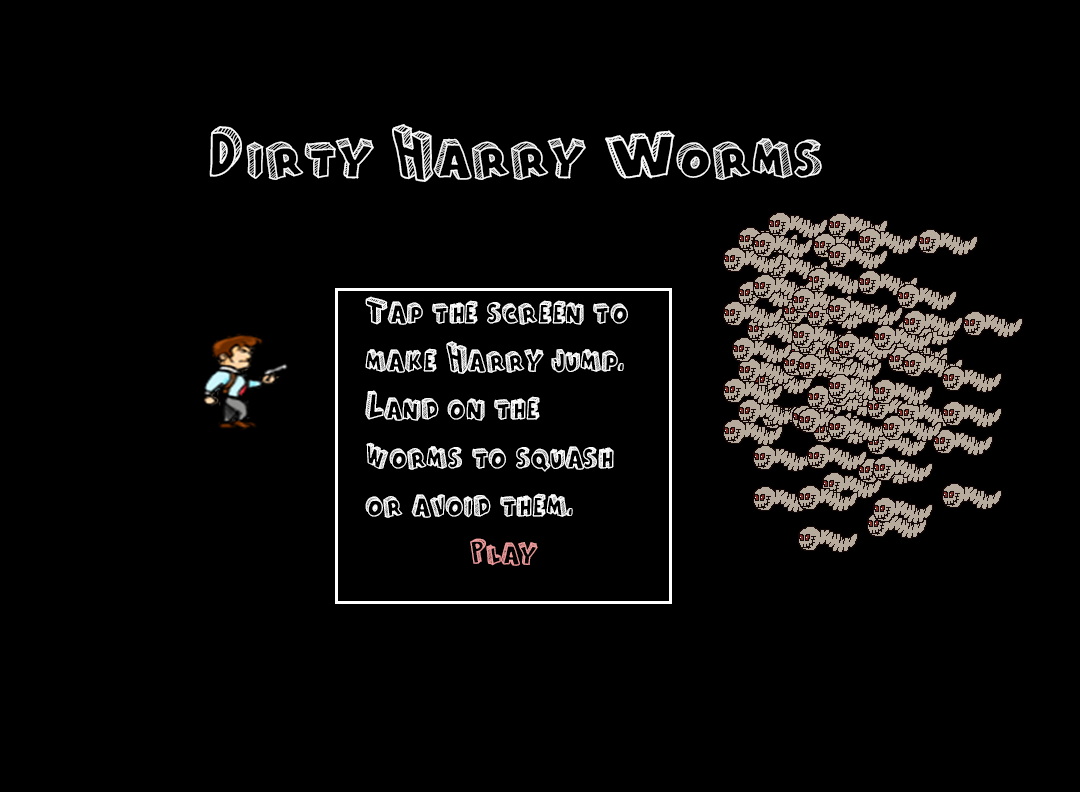 Dirty Harry Worms
Tap the screen to
make Harry jump.
Land on the
worms to squash
or avoid them.
Play